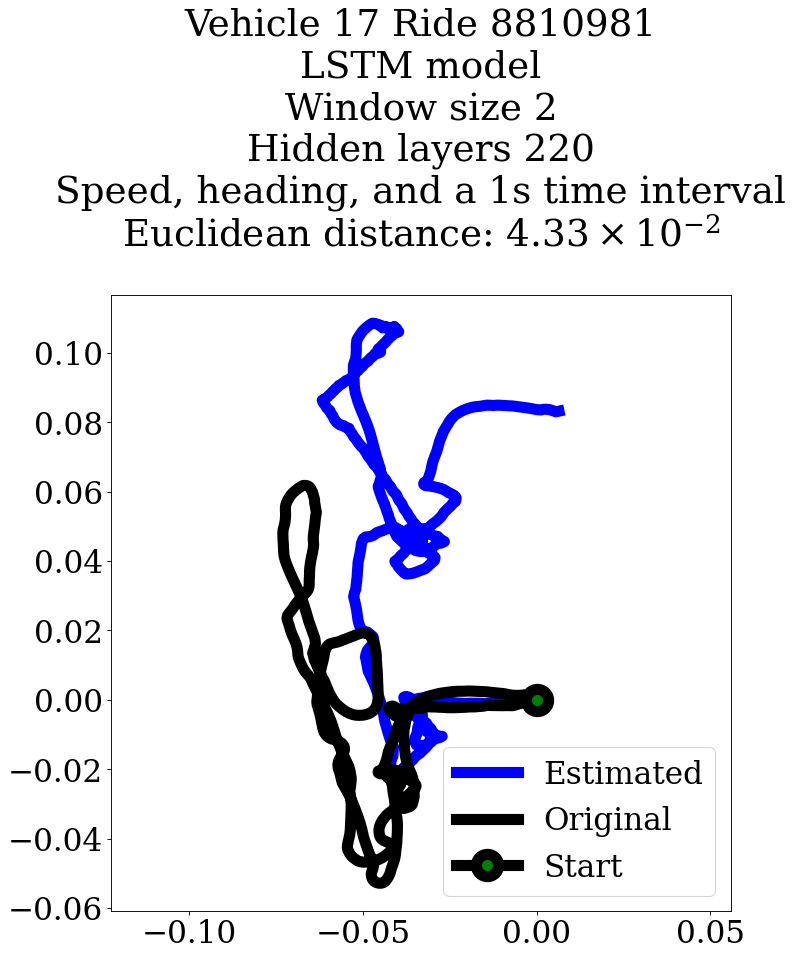 Vehicle 17 Ride 8810981
LSTM model
Window size 2
Hidden layers 220
Speed, heading, and a 1s time interval
Euclidean distance: 4.33 × 10⁻²
0.10
0.08
0.06
0.04
0.02
0.00
−0.02
−0.04
−0.06
−0.10
−0.05
0.00
0.05
Estimated
Original
Start